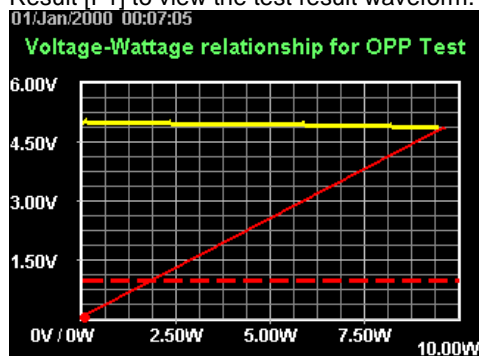 Result [F1] to view the test result waveform.
01/Jan/2000 00:07:05
Voltage-Wattage relationship for OPP Test
6.00V
4.50V
3.00V
1.50V
0V / 0W 2.50W 5.00W 7.50W 10.00W